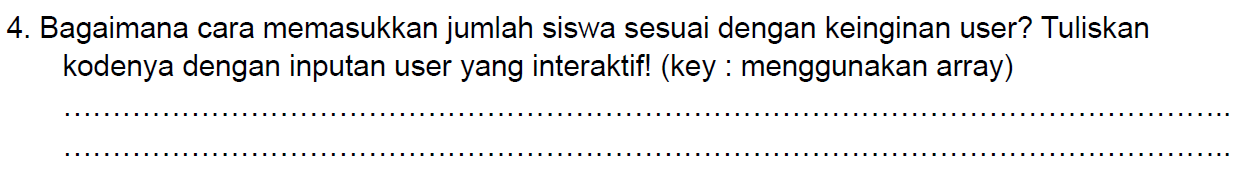 4. Bagaimana cara memasukkan jumlah siswa sesuai dengan keinginan user? Tuliskan
kodenya dengan inputan user yang interaktif! (key : menggunakan array)
……………………………………………………………………………………………………………..
……………………………………………………………………………………………………………..